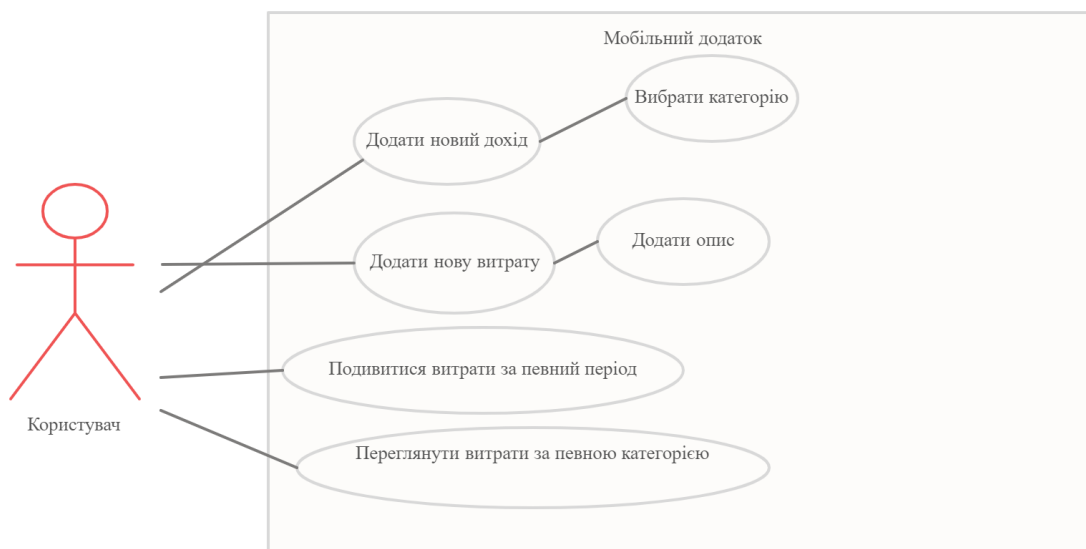 Мобільний додаток
Вибрати категорію
Додати новий дохід
Додати опис
Додати нову витрату
Подивитися витрати за певний період
Користувач
Переглянути витрати за певною категорією